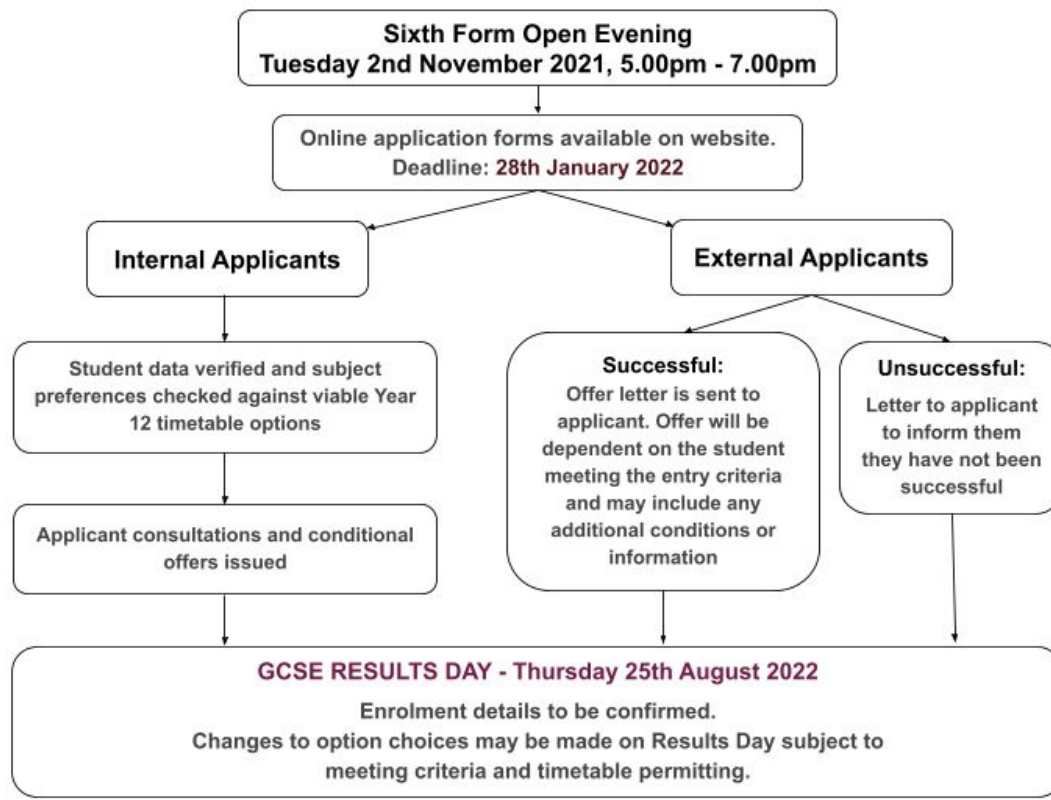 Sixth Form Open Evening
Tuesday 2nd November 2021, 5.00pm - 7.00pm
Online application forms available on website.
Deadline: 28th January 2022
Internal Applicants
External Applicants
Student data verified and subject
preferences checked against viable Year
12 timetable options
Applicant consultations and conditional
offers issued
Successful:
Offer letter is sent to
applicant. Offer will be
dependent on the student
meeting the entry criteria
and may include any
additional conditions or
information
Unsuccessful:
Letter to applicant
to inform them
they have not been
successful
GCSE RESULTS DAY - Thursday 25th August 2022
Enrolment details to be confirmed.
Changes to option choices may be made on Results Day subject to
meeting criteria and timetable permitting.